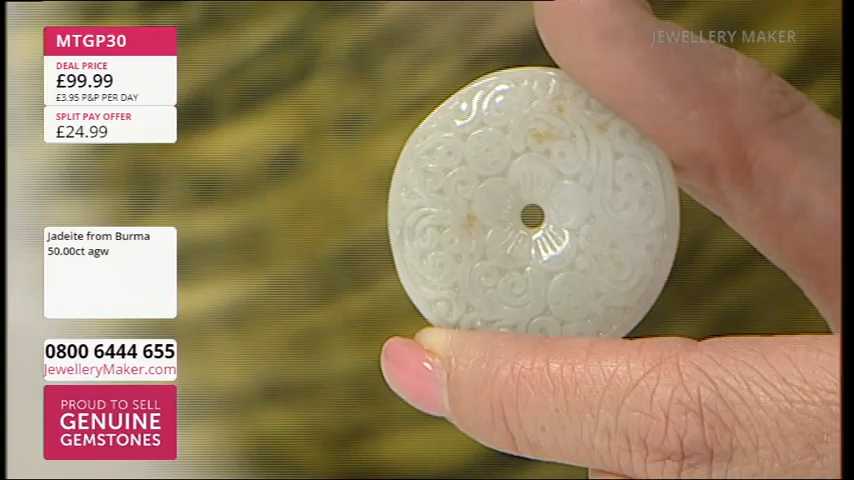 MTGP30
DEAL PRICE
£99.99
£3.95 P&P PER DAY
SPLIT PAY OFFER
£24.99
Jadeite from Burma
50.00ct agw
0800 6444 655
JewelleryMaker.com
PROUD TO SELL
GENUINE
GEMSTONES
JEWELLERY MAKER